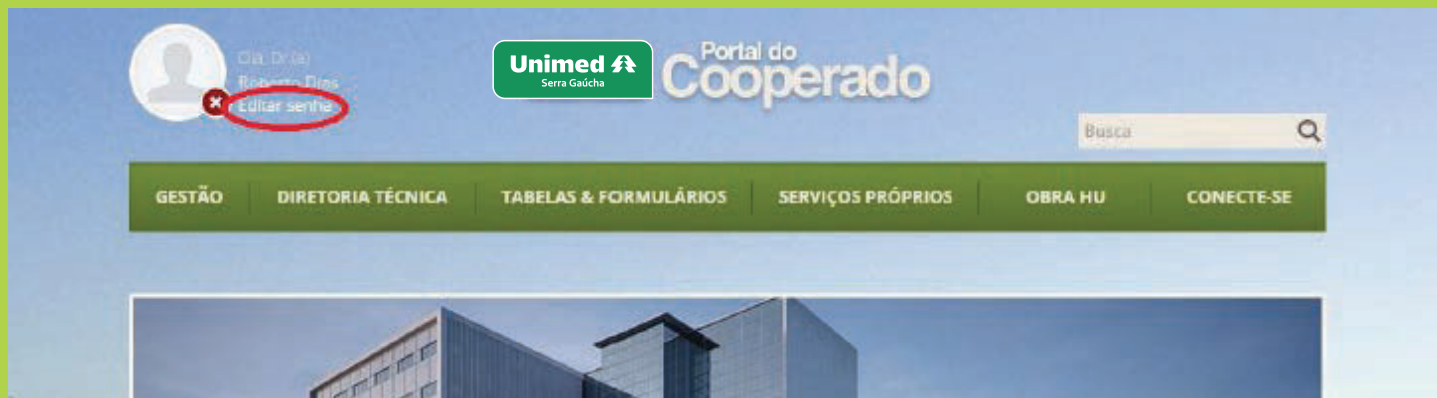 Olá, Dr(a)
Roberto Dias
Editar senha
Unimed
Serra Gaúcha
Portal do
Cooperado
Busca
GESTÃO DIRETORIA TÉCNICA TABELAS & FORMULÁRIOS SERVIÇOS PRÓPRIOS OBRA HU CONECTE-SE